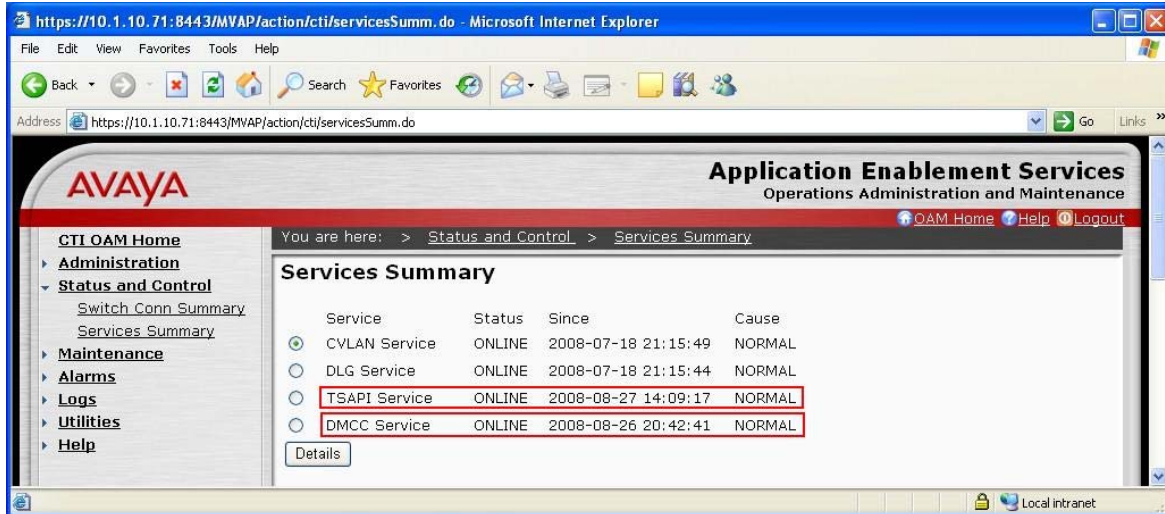 https://10.1.10.71:8443/MVAP/action/cti/servicesSumm.do - Microsoft Internet Explorer
File Edit View Favorites Tools Help
Back Search Favorites
Address https://10.1.10.71:8443/MVAP/action/cti/servicesSumm.do Go Links »
AVAYA
Application Enablement Services
Operations Administration and Maintenance
OAM Home Help Logout
CTI OAM Home
Administration
Status and Control
Switch Conn Summary
Services Summary
Maintenance
Alarms
Logs
Utilities
Help
You are here: > Status and Control > Services Summary
Services Summary
Service Status Since Cause
CVLAN Service ONLINE 2008-07-18 21:15:49 NORMAL
DLG Service ONLINE 2008-07-18 21:15:44 NORMAL
TSAPI Service ONLINE 2008-08-27 14:09:17 NORMAL
DMCC Service ONLINE 2008-08-26 20:42:41 NORMAL
Details
Local intranet